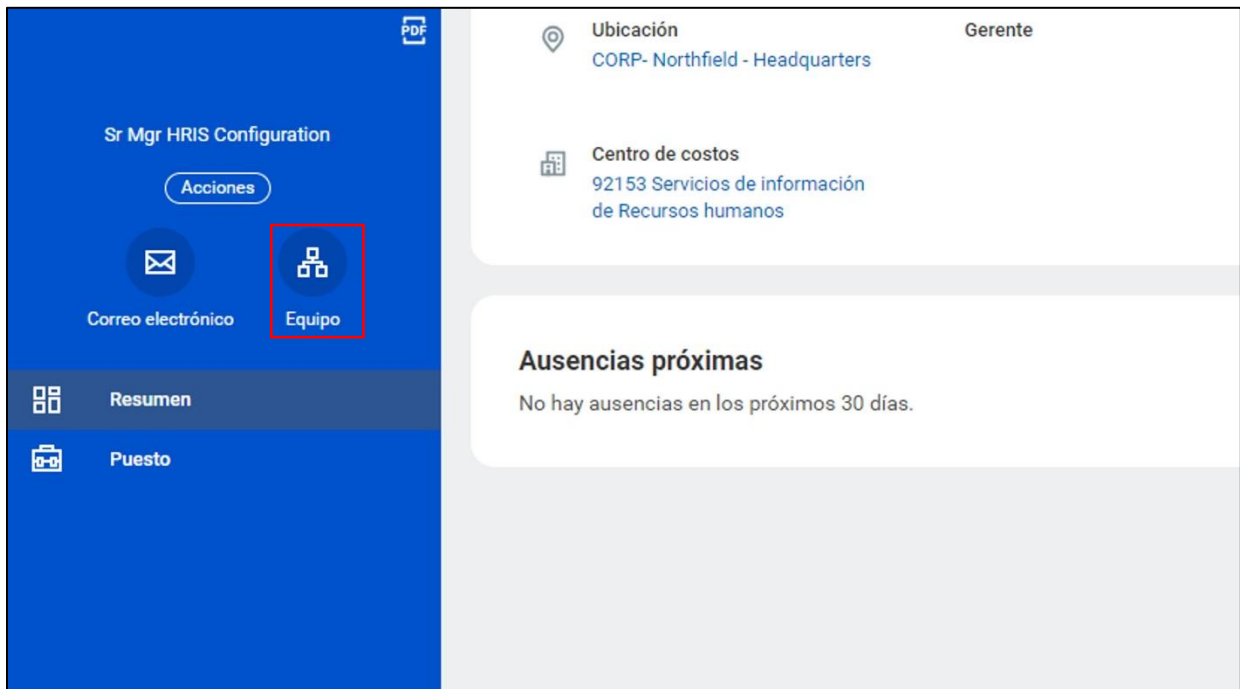 PDF
Sr Mgr HRIS Configuration
Acciones
Correo electrónico
Equipo
Resumen
Puesto
Ubicación
CORP- Northfield - Headquarters
Gerente
Centro de costos
92153 Servicios de información
de Recursos humanos
Ausencias próximas
No hay ausencias en los próximos 30 días.